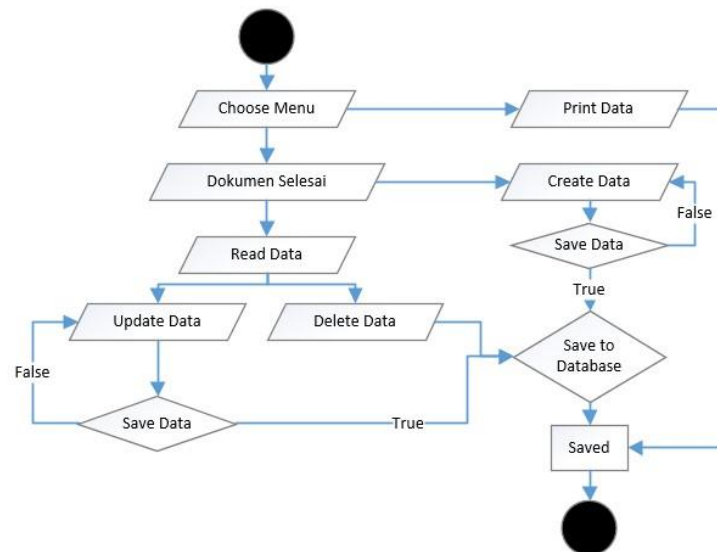 Choose Menu
Print Data
Dokumen Selesai
Create Data
False
Read Data
Save Data
True
Update Data
Delete Data
Save to
Database
False
Save Data
True
Saved